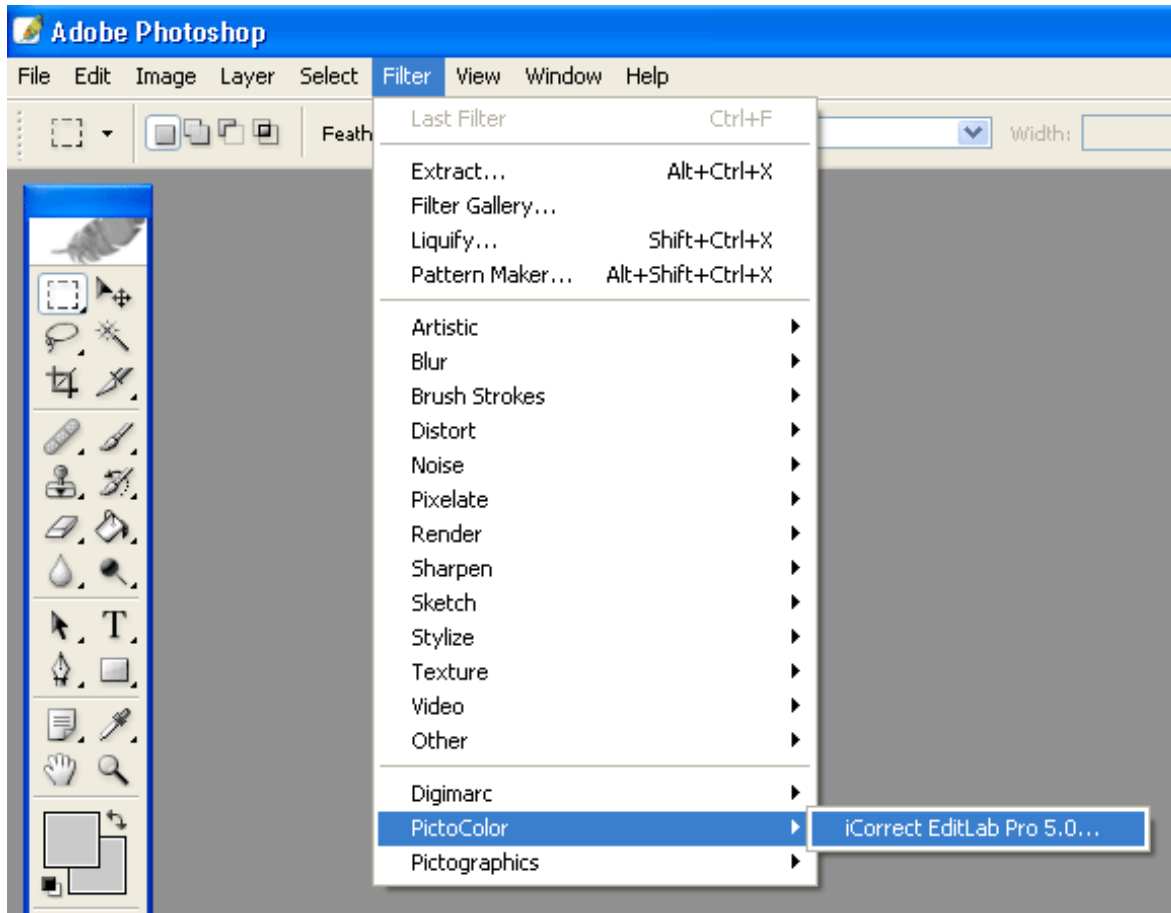 Adobe Photoshop
File Edit Image Layer Select Filter View Window Help
Feath Width:
Last Filter Ctrl+F
Extract... Alt+Ctrl+X
Filter Gallery...
Liquify... Shift+Ctrl+X
Pattern Maker... Alt+Shift+Ctrl+X
Artistic
Blur
Brush Strokes
Distort
Noise
Pixelate
Render
Sharpen
Sketch
Stylize
Texture
Video
Other
Digimarc
PictoColor iCorrect EditLab Pro 5.0...
Pictographics